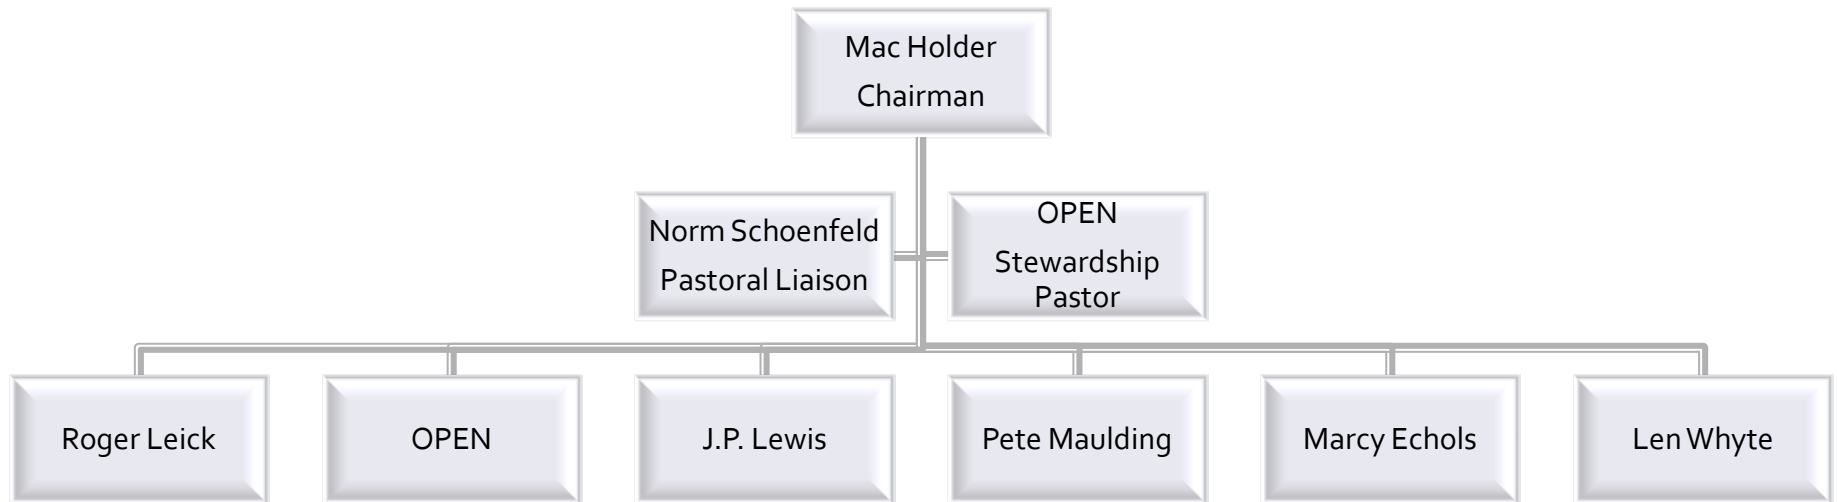 Mac Holder
Chairman
Norm Schoenfeld
Pastoral Liaison
OPEN
Stewardship
Pastor
Roger Leick
OPEN
J.P. Lewis
Pete Maulding
Marcy Echols
Len Whyte